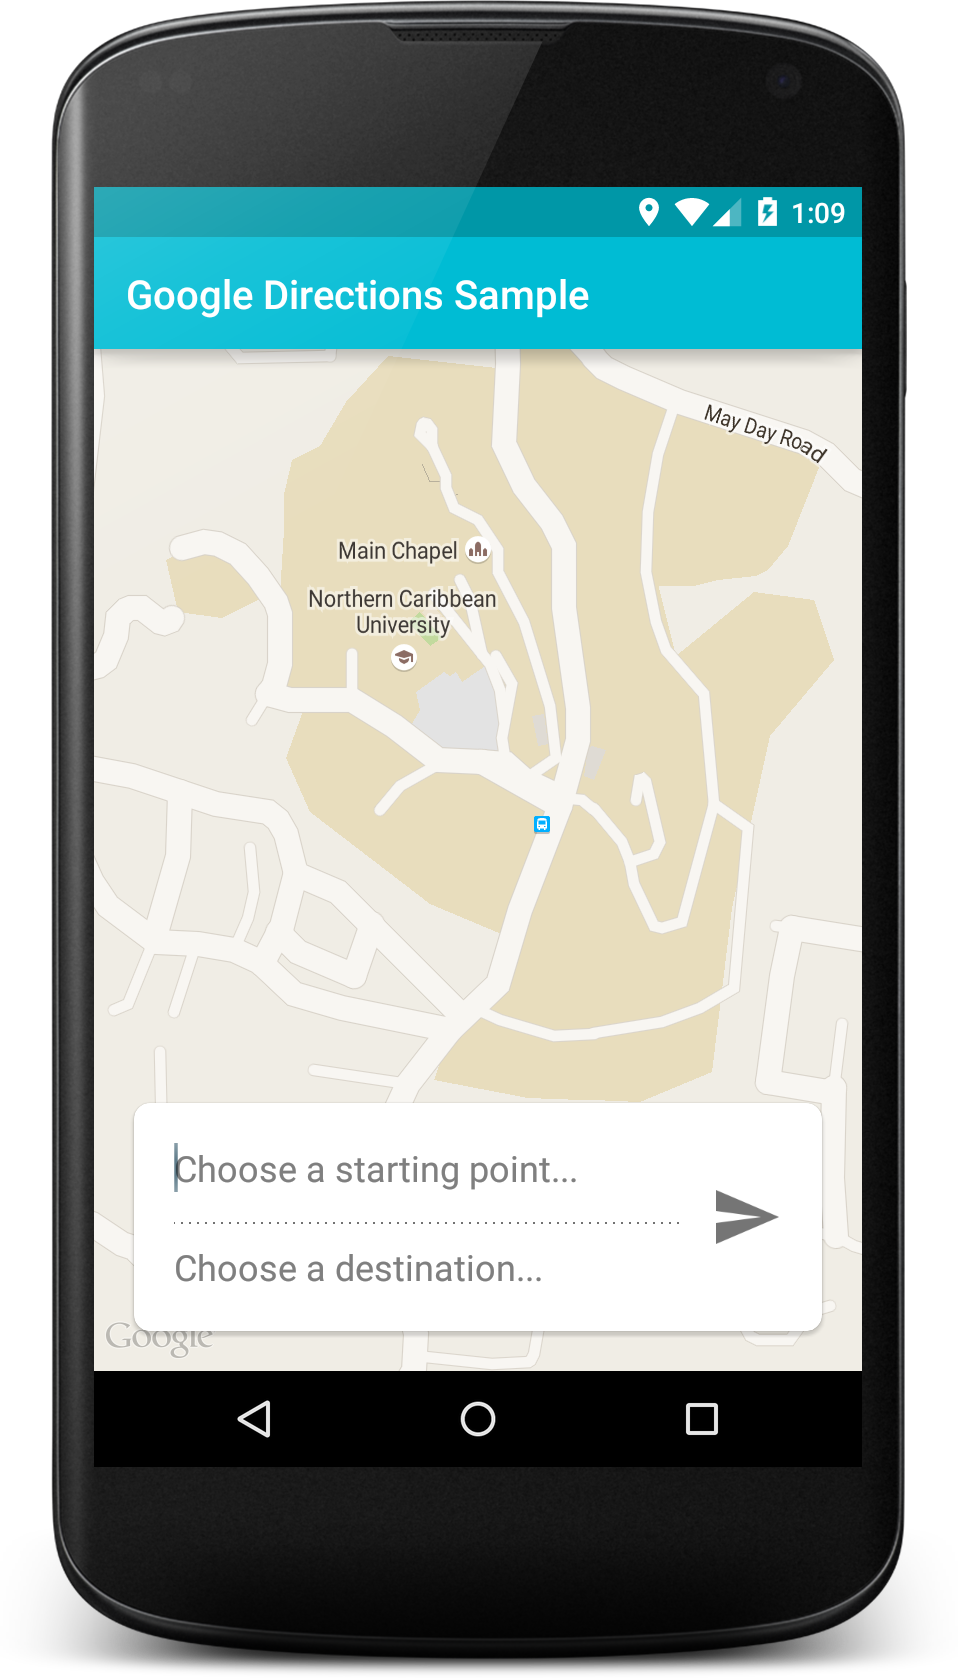 1:09
Google Directions Sample
May Day Road
Main Chapel
Northern Caribbean
University
Choose a starting point...
Choose a destination...
Google